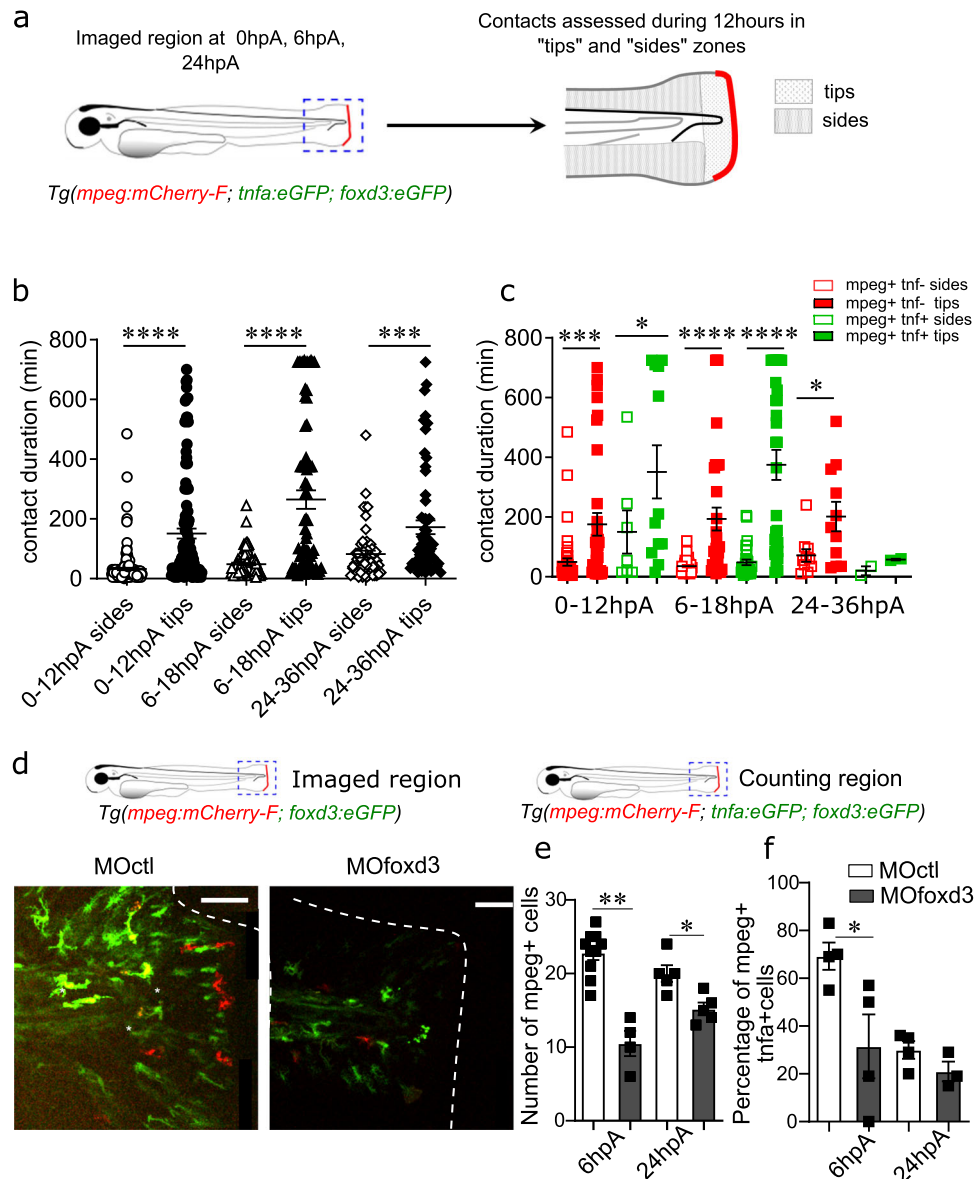 a
Imaged region at 0hpA, 6hpA,
24hpA
Tg(mpeg:mCherry-F; tnfa:eGFP; foxd3:eGFP)
Contacts assessed during 12hours in
"tips" and "sides" zones
tips
sides
b
contact duration (min)
800
600
400
200
0
**** **** ***
0-12hpA sides
0-12hpA tips
6-18hpA sides
6-18hpA tips
24-36hpA sides
24-36hpA tips
c
mpeg+ tnf- sides
mpeg+ tnf- tips
mpeg+ tnf+ sides
mpeg+ tnf+ tips
contact duration (min)
800
600
400
200
0
*** * **** **** *
0-12hpA 6-18hpA 24-36hpA
d
Imaged region
Tg(mpeg:mCherry-F; foxd3:eGFP)
MOctl MOfoxd3
* * *
Counting region
Tg(mpeg:mCherry-F; tnfa:eGFP; foxd3:eGFP)
e
Number of mpeg+ cells
30
20
10
0
** *
6hpA 24hpA
f
MOctl
MOfoxd3
Percentage of mpeg+
tnfa+cells
100
80
60
40
20
0
*
6hpA 24hpA